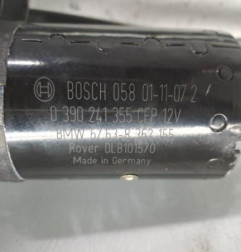 BOSCH 058 01-11-07 2
0 390 241 355 CEP 12V
BMW 67.63-8 362 155
Rover DLB101570
Made in Germany